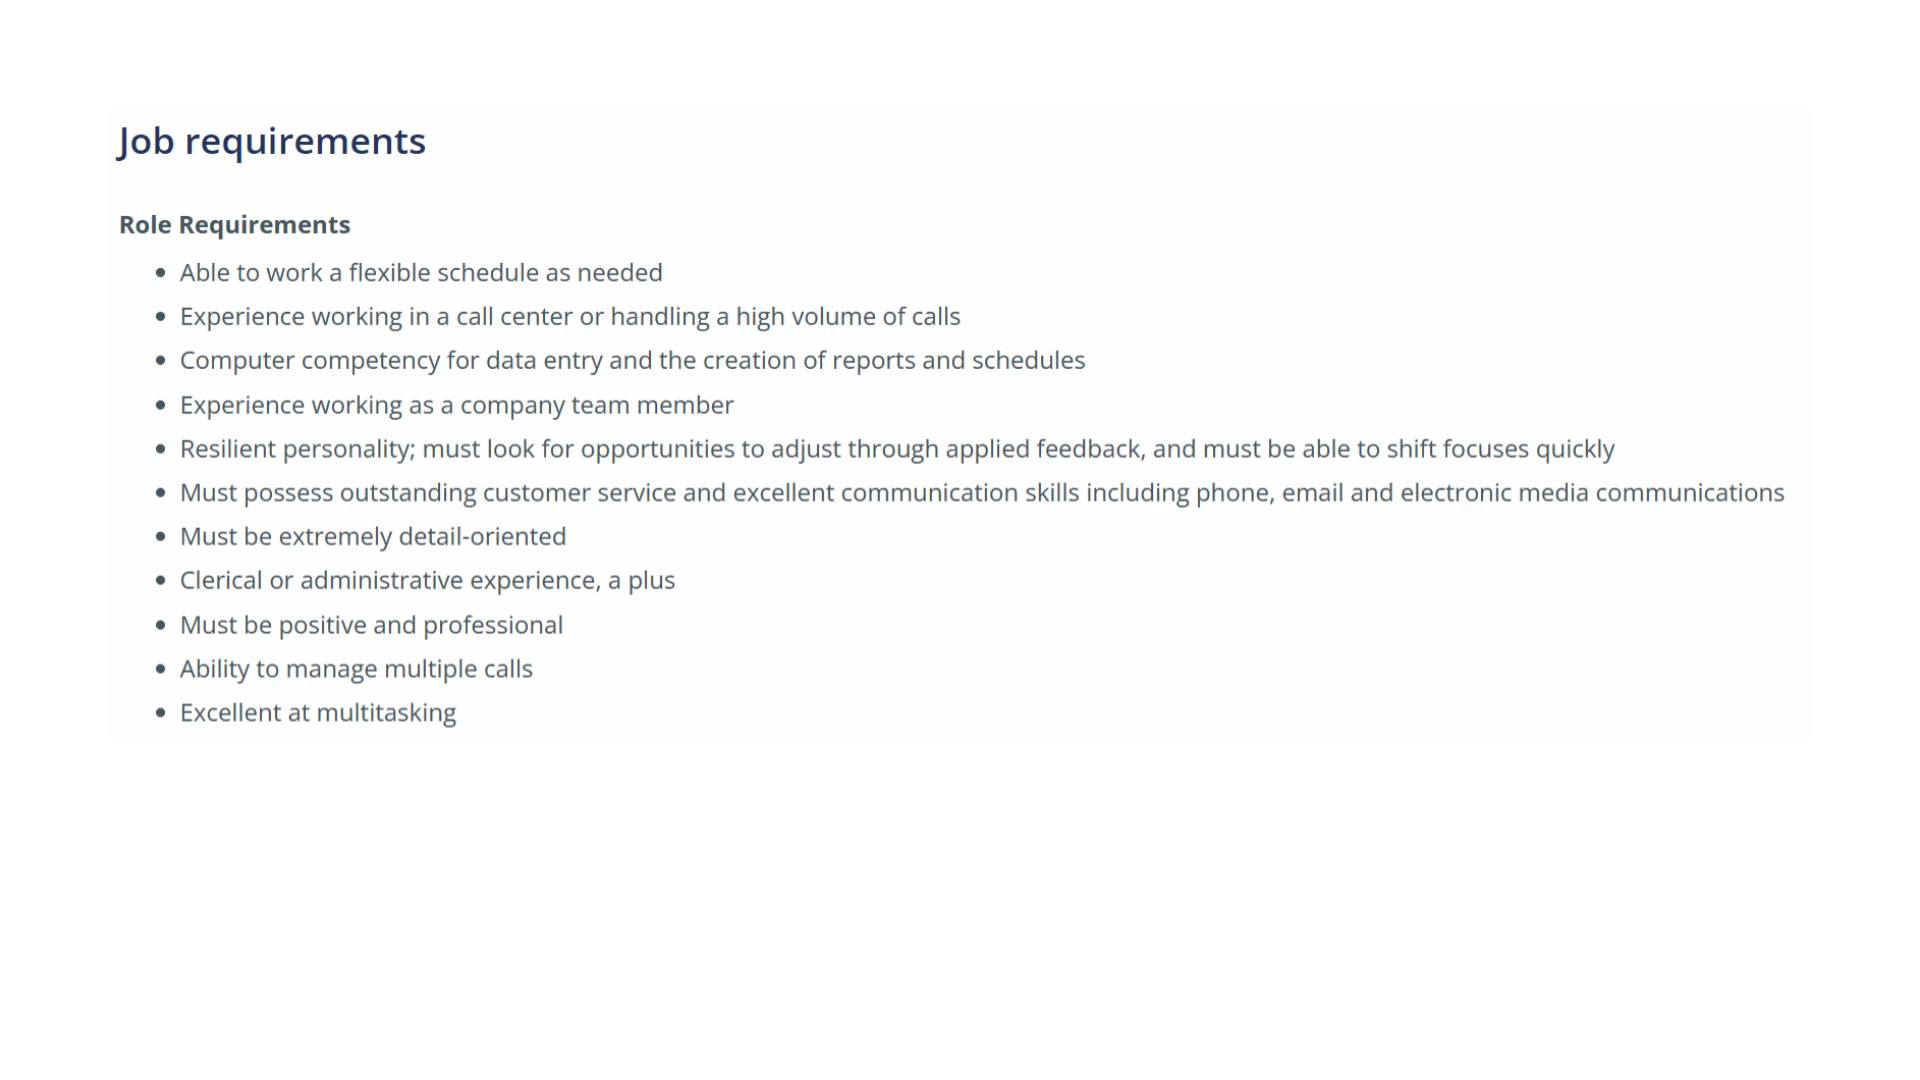 Job requirements
Role Requirements
• Able to work a flexible schedule as needed
• Experience working in a call center or handling a high volume of calls
• Computer competency for data entry and the creation of reports and schedules
• Experience working as a company team member
• Resilient personality; must look for opportunities to adjust through applied feedback, and must be able to shift focuses quickly
• Must possess outstanding customer service and excellent communication skills including phone, email and electronic media communications
• Must be extremely detail-oriented
• Clerical or administrative experience, a plus
• Must be positive and professional
• Ability to manage multiple calls
• Excellent at multitasking